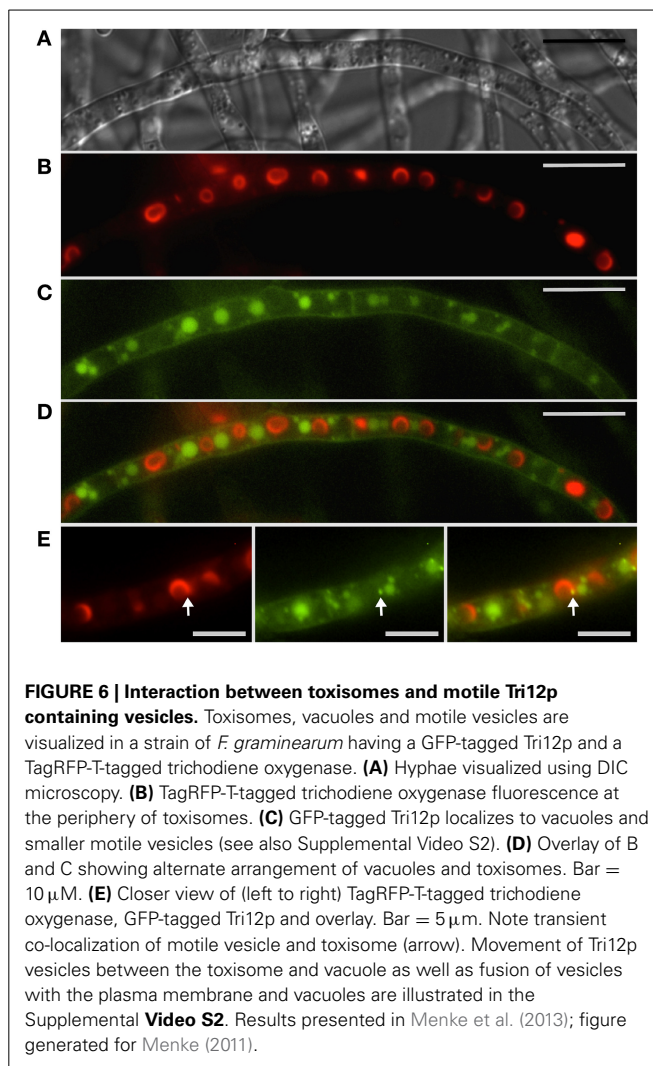 A
B
C
D
E
FIGURE 6 | Interaction between toxisomes and motile Tri12p
containing vesicles. Toxisomes, vacuoles and motile vesicles are
visualized in a strain of F. graminearum having a GFP-tagged Tri12p and a
TagRFP-T-tagged trichodiene oxygenase. (A) Hyphae visualized using DIC
microscopy. (B) TagRFP-T-tagged trichodiene oxygenase fluorescence at
the periphery of toxisomes. (C) GFP-tagged Tri12p localizes to vacuoles and
smaller motile vesicles (see also Supplemental Video S2). (D) Overlay of B
and C showing alternate arrangement of vacuoles and toxisomes. Bar =
10 μM. (E) Closer view of (left to right) TagRFP-T-tagged trichodiene
oxygenase, GFP-tagged Tri12p and overlay. Bar = 5 μm. Note transient
co-localization of motile vesicle and toxisome (arrow). Movement of Tri12p
vesicles between the toxisome and vacuole as well as fusion of vesicles
with the plasma membrane and vacuoles are illustrated in the
Supplemental Video S2. Results presented in Menke et al. (2013); figure
generated for Menke (2011).